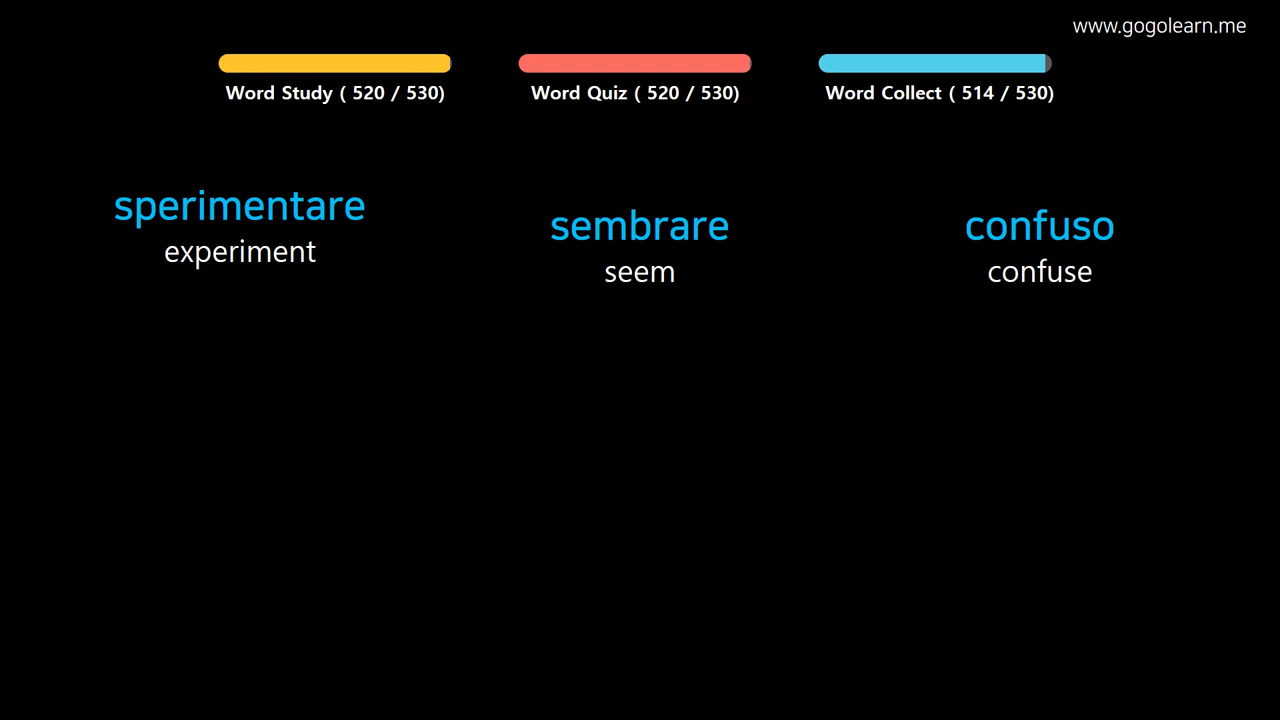 www.gogolearn.me
Word Study ( 520 / 530)
Word Quiz ( 520 / 530)
Word Collect ( 514 / 530)
sperimentare
experiment
sembrare
seem
confuso
confuse